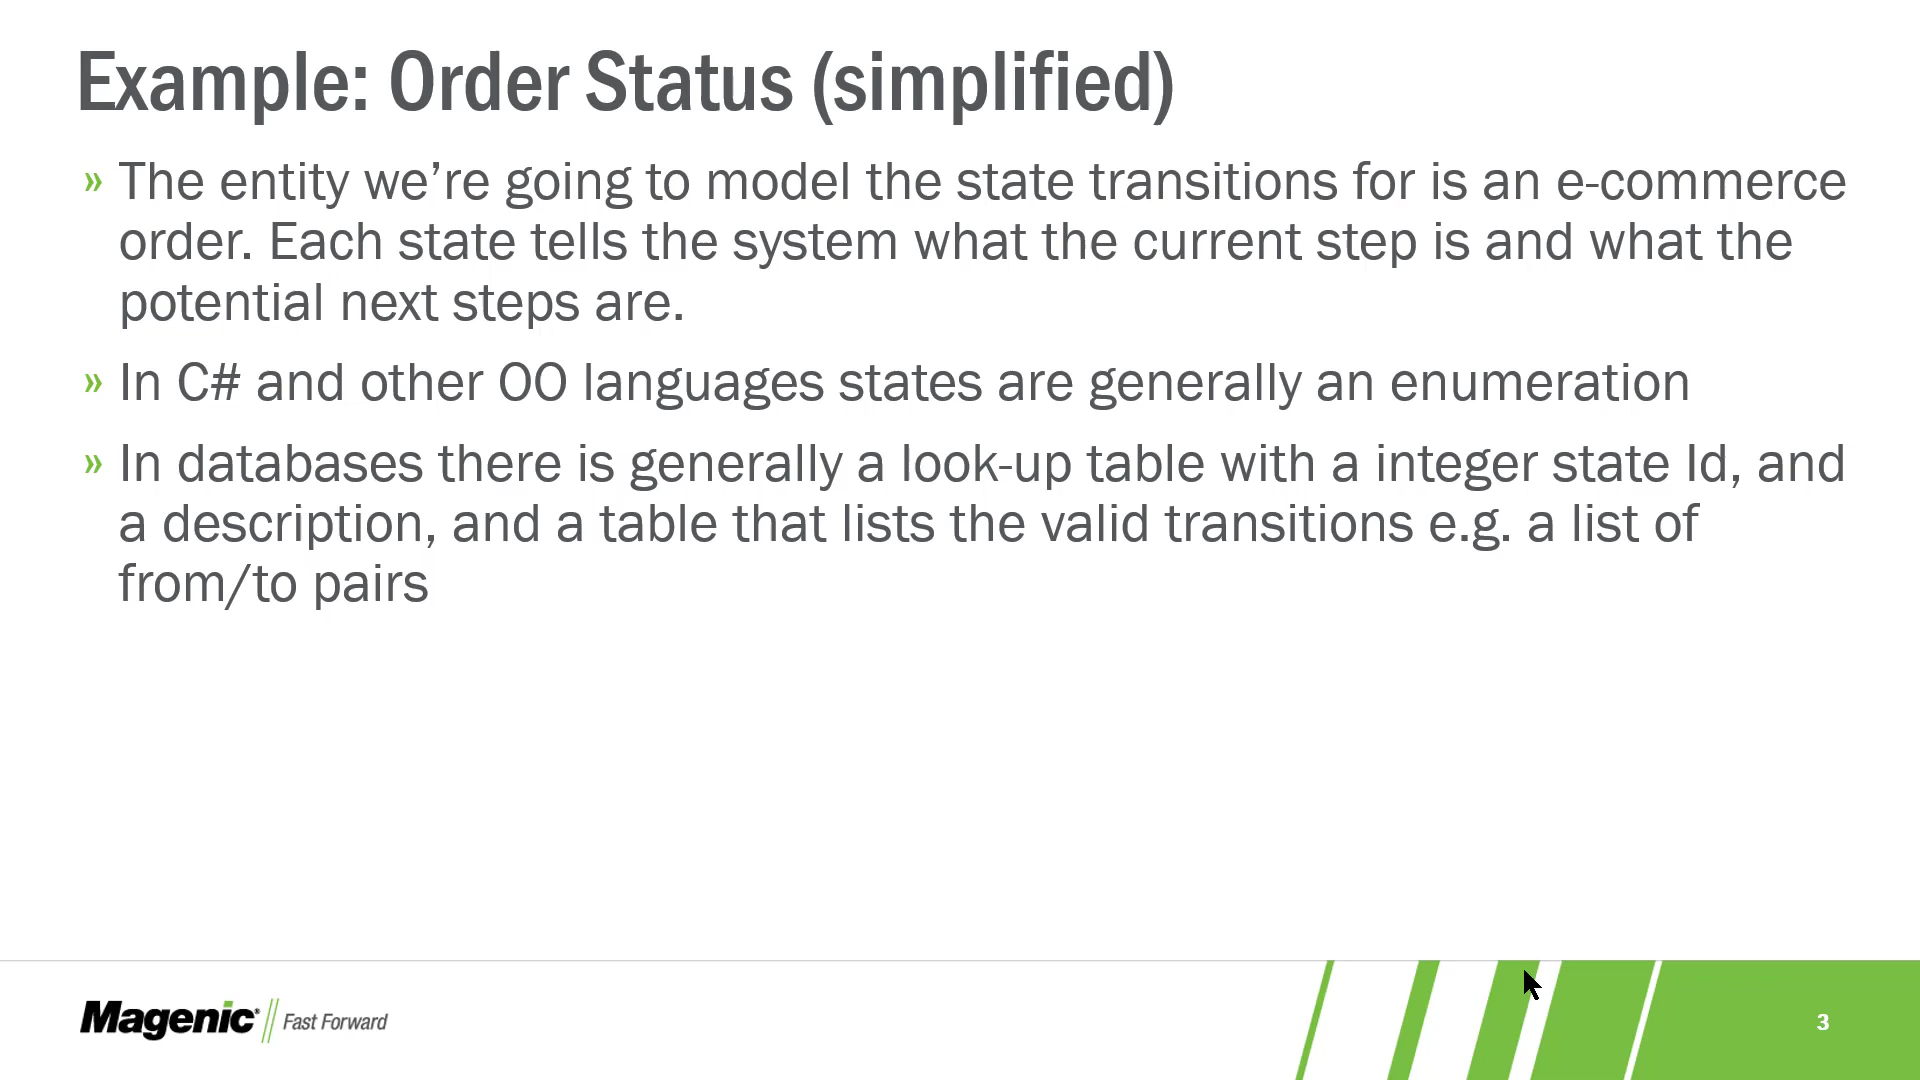 Example: Order Status (simplified)
» The entity we’re going to model the state transitions for is an e-commerce
order. Each state tells the system what the current step is and what the
potential next steps are.
» In C# and other OO languages states are generally an enumeration
» In databases there is generally a look-up table with a integer state Id, and
a description, and a table that lists the valid transitions e.g. a list of
from/to pairs
Magenic® // Fast Forward
3